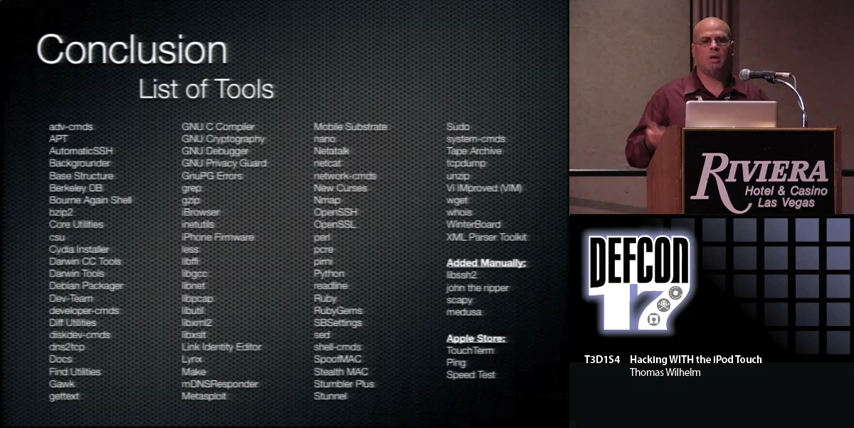 Conclusion
List of Tools
adv-cmds
APT
AutomaticSSH
Backgrounder
Base Structure
Berkeley DB
Bourne Again Shell
bzip2
Core Utilities
csu
Cydia Installer
Darwin CC Tools
Darwin Tools
Debian Packager
Dev-Team
developer-cmds
Diff Utilities
diskdev-cmds
dns2tcp
Docs
Find Utilities
Gawk
gettext
GNU C Compiler
GNU Cryptography
GNU Debugger
GNU Privacy Guard
GnuPG Errors
grep
gzip
iBrowser
inetutils
iPhone Firmware
less
libffi
libgcc
libnet
libpcap
libutil
libxml2
libxslt
Link Identity Editor
Lynx
Make
mDNSResponder
Metasploit
Mobile Substrate
nano
Netatalk
netcat
network-cmds
New Curses
Nmap
OpenSSH
OpenSSL
perl
pcre
pirni
Python
readline
Ruby
RubyGems
SBSettings
sed
shell-cmds
SpoofMAC
Stealth MAC
Stumbler Plus
Stunnel
Sudo
system-cmds
Tape Archive
tcpdump
unzip
Vi IMproved (VIM)
wget
whois
WinterBoard
XML Parser Toolkit
Added Manually:
libssh2
john the ripper
scapy
medusa
Apple Store:
TouchTerm
Ping
Speed Test
RIVIERA
Hotel & Casino
Las Vegas
DEFCON
17
T3D1S4 Hacking WITH the iPod Touch
Thomas Wilhelm